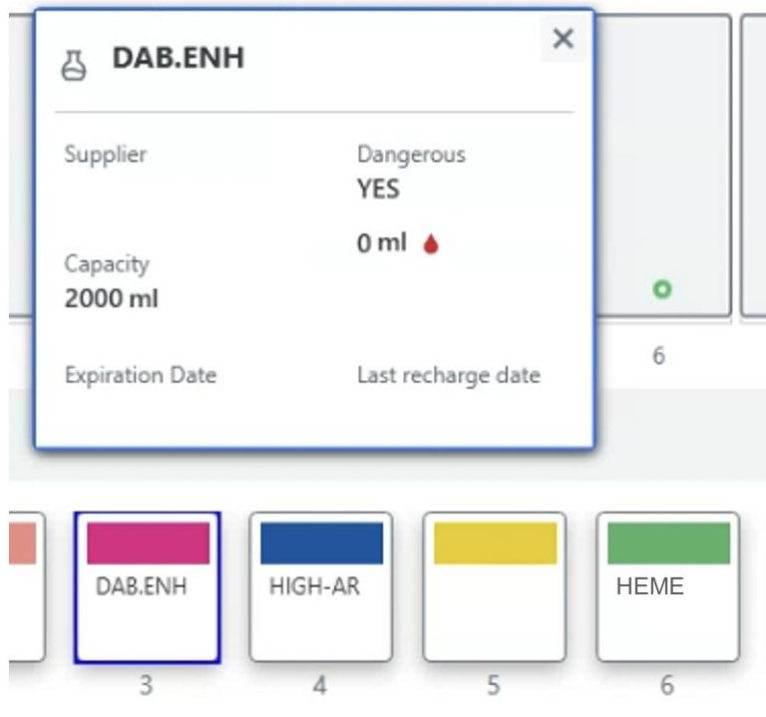 DAB.ENH
Supplier
Dangerous
YES
0 ml
Capacity
2000 ml
Expiration Date
Last recharge date
6
DAB.ENH
HIGH-AR
HEME
3
4
5
6